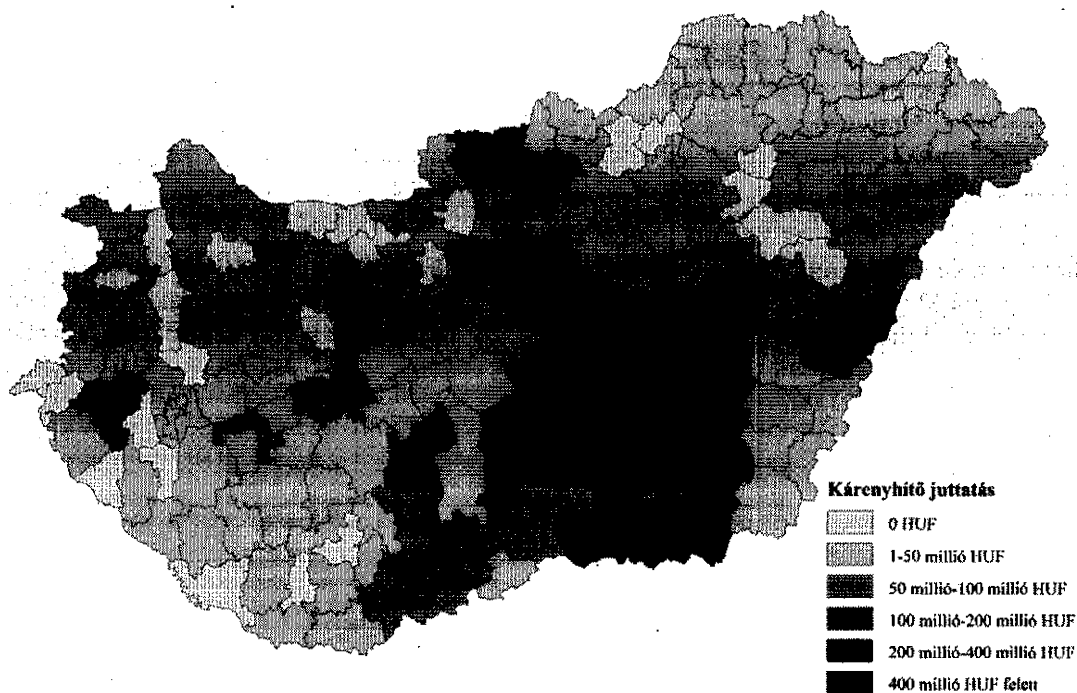 Kárenyhítő juttatás
0 HUF
1-50 millió HUF
50 millió-100 millió HUF
100 millió-200 millió HUF
200 millió-400 millió HUF
400 millió HUF felett